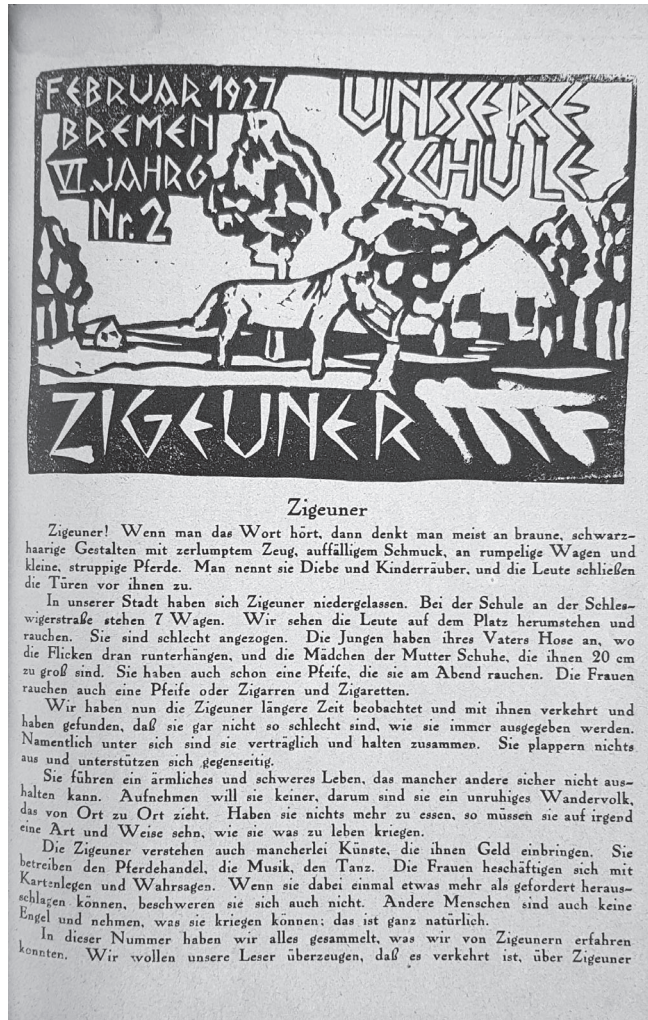 FEBRUAR 1927
BREMEN
VI. JAHRG
Nr. 2
UNSERE
SCHULE
ZIGEUNER
Zigeuner
Zigeuner! Wenn man das Wort hört, dann denkt man meist an braune, schwarz-
haarige Gestalten mit zerlumptem Zeug, auffälligem Schmuck, an rumpelige Wagen und
kleine, struppige Pferde. Man nennt sie Diebe und Kinderräuber, und die Leute schließen
die Türen vor ihnen zu.
In unserer Stadt haben sich Zigeuner niedergelassen. Bei der Schule an der Schles-
wigerstraße stehen 7 Wagen. Wir sehen die Leute auf dem Platz herumstehen und
rauchen. Sie sind schlecht angezogen. Die Jungen haben ihres Vaters Hose an, wo
die Flicken dran runterhängen, und die Mädchen der Mutter Schuhe, die ihnen 20 cm
zu groß sind. Sie haben auch schon eine Pfeife, die sie am Abend rauchen. Die Frauen
rauchen auch eine Pfeife oder Zigarren und Zigaretten.
Wir haben nun die Zigeuner längere Zeit beobachtet und mit ihnen verkehrt und
haben gefunden, daß sie gar nicht so schlecht sind, wie sie immer ausgegeben werden.
Namentlich unter sich sind sie verträglich und halten zusammen. Sie plappern nichts
aus und unterstützen sich gegenseitig.
Sie führen ein ärmliches und schweres Leben, das mancher andere sicher nicht aus-
halten kann. Aufnehmen will sie keiner, darum sind sie ein unruhiges Wandervolk,
das von Ort zu Ort zieht. Haben sie nichts mehr zu essen, so müssen sie auf irgend
eine Art und Weise sehn, wie sie was zu leben kriegen.
Die Zigeuner verstehen auch mancherlei Künste, die ihnen Geld einbringen. Sie
betreiben den Pferdehandel, die Musik, den Tanz. Die Frauen beschäftigen sich mit
Kartenlegen und Wahrsagen. Wenn sie dabei einmal etwas mehr als gefordert heraus-
schlagen können, beschweren sie sich auch nicht. Andere Menschen sind auch keine
Engel und nehmen, was sie kriegen können; das ist ganz natürlich.
In dieser Nummer haben wir alles gesammelt, was wir von Zigeunern erfahren
konnten. Wir wollen unsere Leser überzeugen, daß es verkehrt ist, über Zigeuner